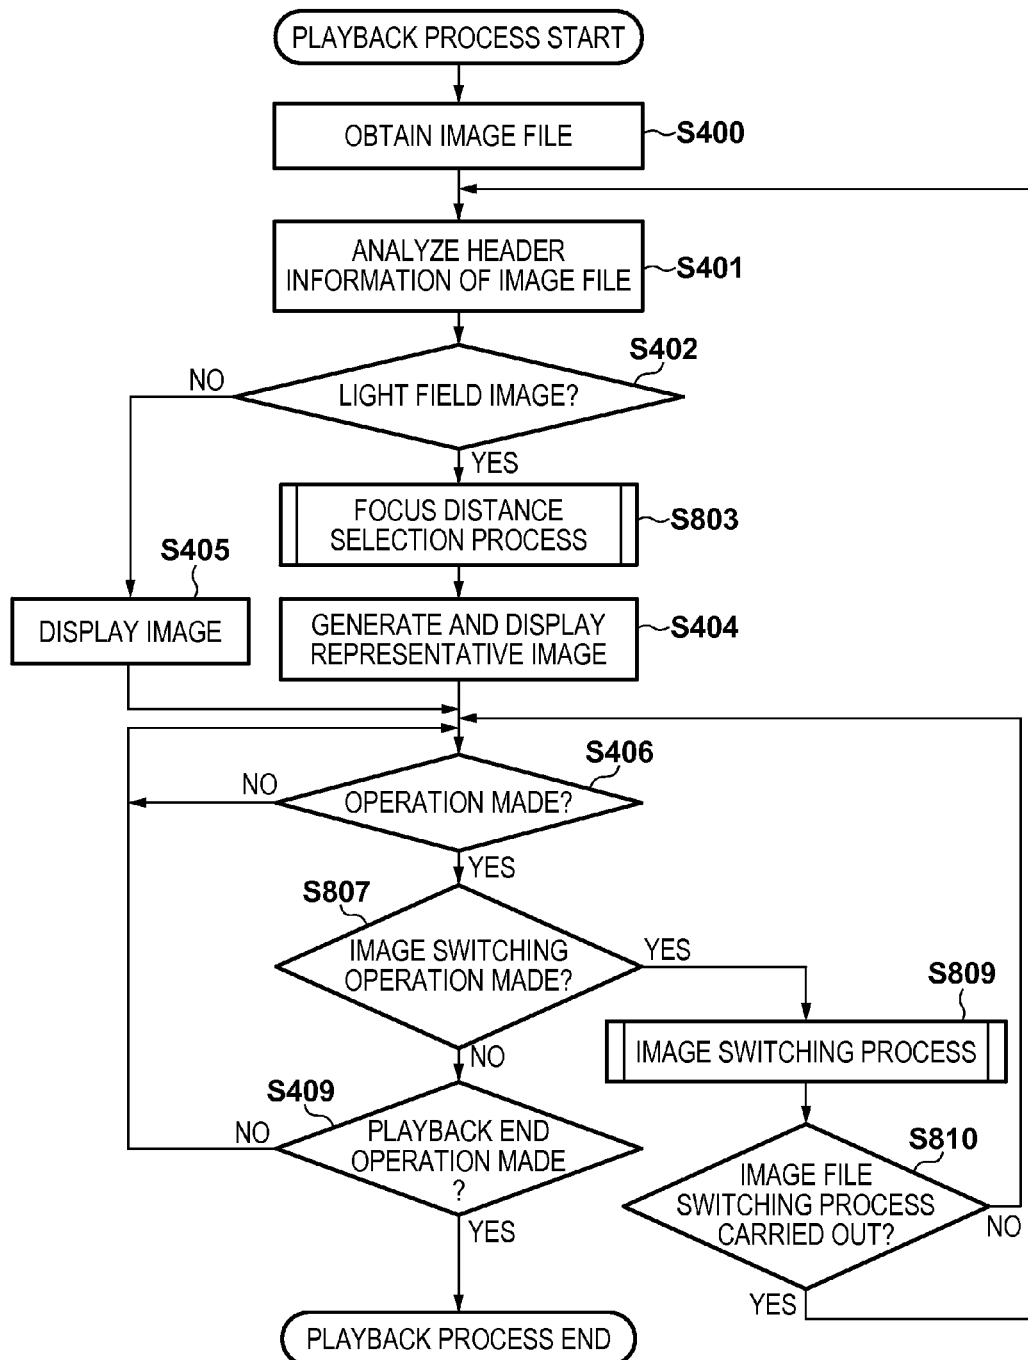 PLAYBACK PROCESS START
OBTAIN IMAGE FILE
S400
ANALYZE HEADER
INFORMATION OF IMAGE FILE
S401
S402
NO
LIGHT FIELD IMAGE?
YES
FOCUS DISTANCE
SELECTION PROCESS
S803
S405
DISPLAY IMAGE
GENERATE AND DISPLAY
REPRESENTATIVE IMAGE
S404
S406
NO
OPERATION MADE?
YES
S807
IMAGE SWITCHING
OPERATION MADE?
YES
S809
IMAGE SWITCHING PROCESS
NO
S409
NO
PLAYBACK END
OPERATION MADE
?
YES
S810
IMAGE FILE
SWITCHING PROCESS
CARRIED OUT?
NO
YES
PLAYBACK PROCESS END